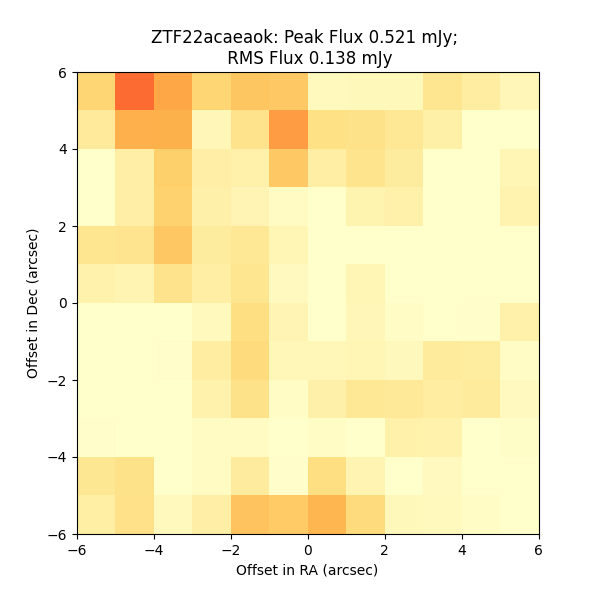 ZTF22acaeaok: Peak Flux 0.521 mJy;
RMS Flux 0.138 mJy
6
4
2
0
−2
−4
−6
Offset in Dec (arcsec)
−6 −4 −2 0 2 4 6
Offset in RA (arcsec)